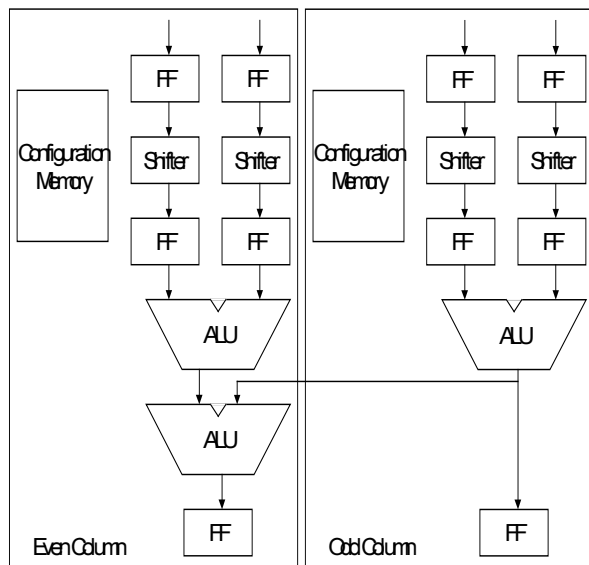 FF FF FF FF
Configuration Memory Shifter Shifter Configuration Memory Shifter Shifter
FF FF FF FF
ALU ALU
ALU
FF FF
Even Column Odd Column